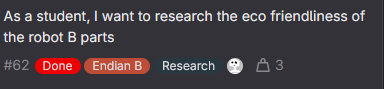 As a student, I want to research the eco friendliness of
the robot B parts
#62 Done Endian B Research 3